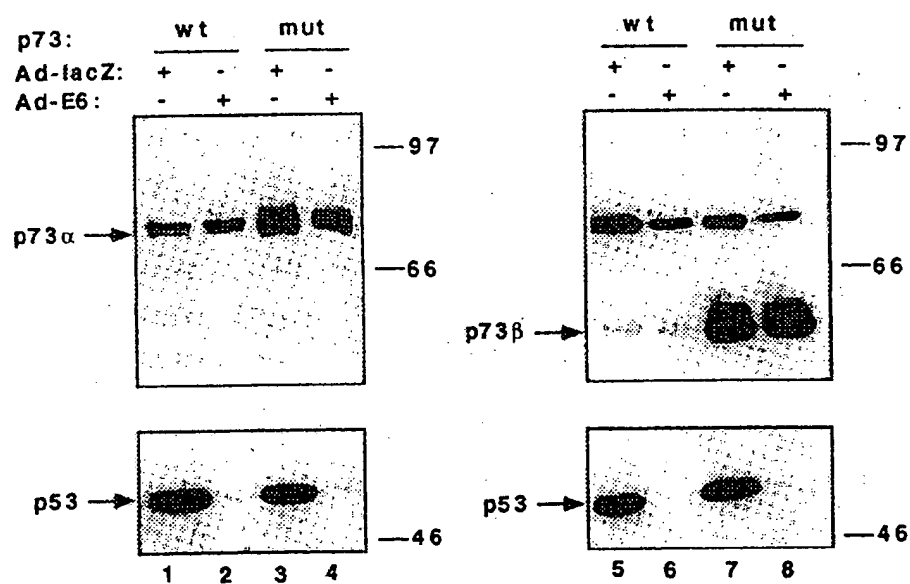 p73: wt mut wt mut
Ad-lacZ: + - + - + - + -
Ad-E6: - + - + - + - +
97 97
p73α
66 66
p73β
p53 p53
46 46
1 2 3 4 5 6 7 8